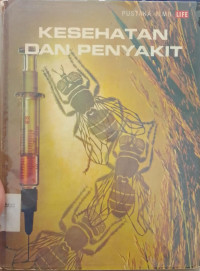 PUSTAKA ILMU LIFE
KESEHATAN
DAN PENYAKIT